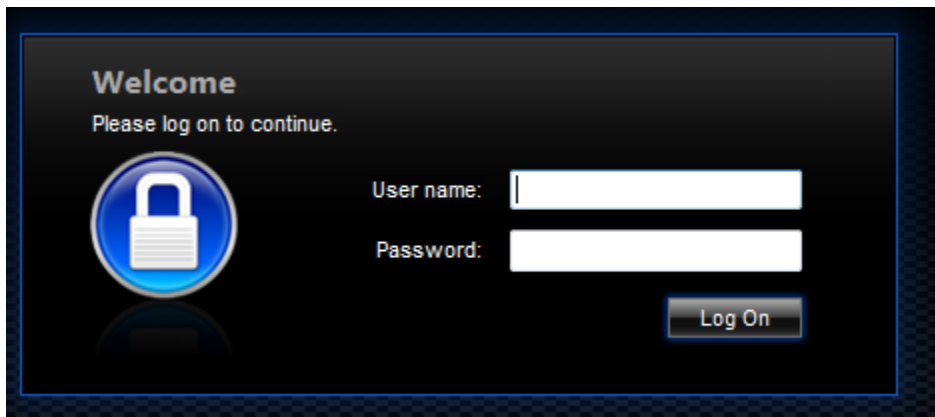 Welcome
Please log on to continue.
User name:
Password:
Log On